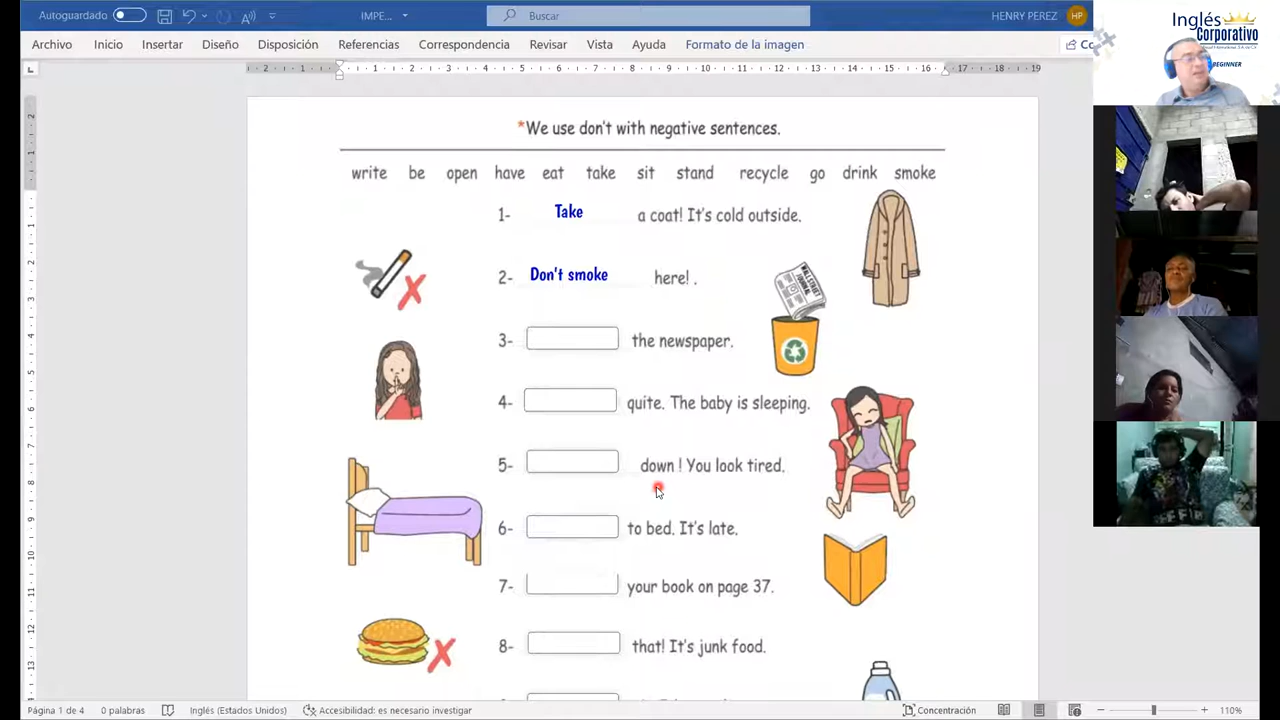 Autoguardado
IMPE...
Buscar
HENRY PEREZ
HP
Archivo Inicio Insertar Diseño Disposición Referencias Correspondencia Revisar Vista Ayuda Formato de la imagen
Inglés
Corporativo
BEGINNER
*We use don't with negative sentences.
write be open have eat take sit stand recycle go drink smoke
1- Take a coat! It's cold outside.
2- Don't smoke here! .
WALL STREET JOURNAL
3- the newspaper.
4- quite. The baby is sleeping.
5- down ! You look tired.
6- to bed. It's late.
7- your book on page 37.
8- that! It's junk food.
Página 1 de 4 0 palabras Inglés (Estados Unidos) Accesibilidad: es necesario investigar Concentración 110%